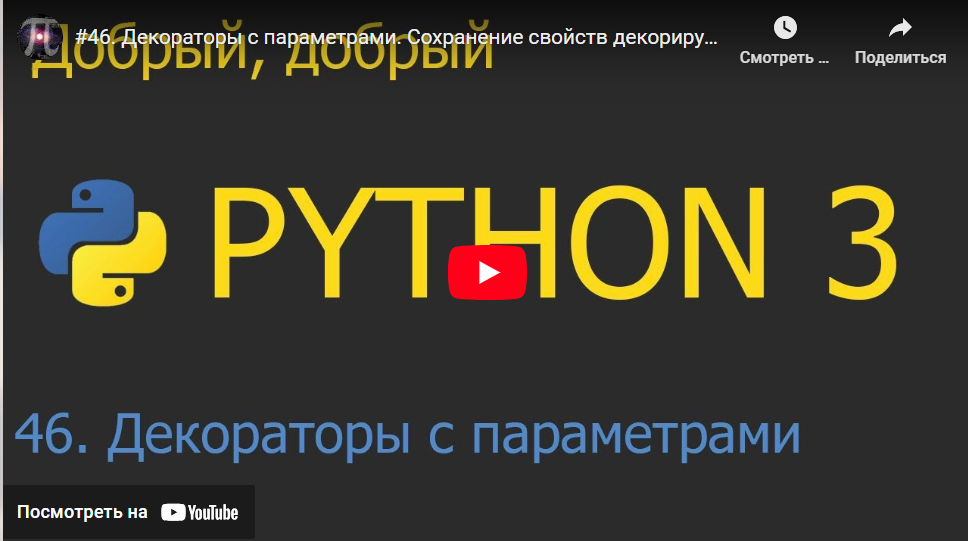 #46. Декораторы с параметрами. Сохранение свойств декориру...
Смотреть ...
Поделиться
Добрый, добрый
PYTHON 3
46. Декораторы с параметрами
Посмотреть на YouTube